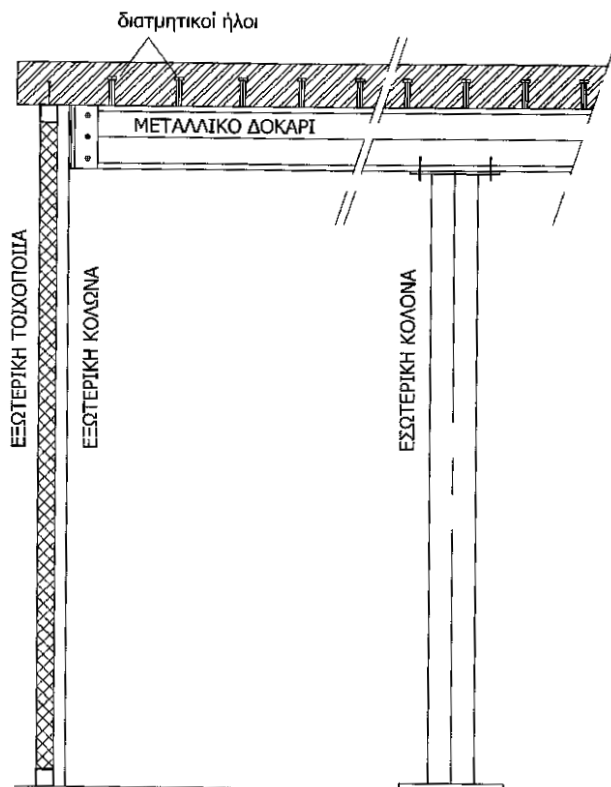 διατμητικοί ήλοι
ΜΕΤΑΛΛΙΚΟ ΔΟΚΑΡΙ
ΕΞΩΤΕΡΙΚΗ ΤΟΙΧΟΠΟΙΙΑ
ΕΞΩΤΕΡΙΚΗ ΚΟΛΩΝΑ
ΕΣΩΤΕΡΙΚΗ ΚΟΛΟΝΑ